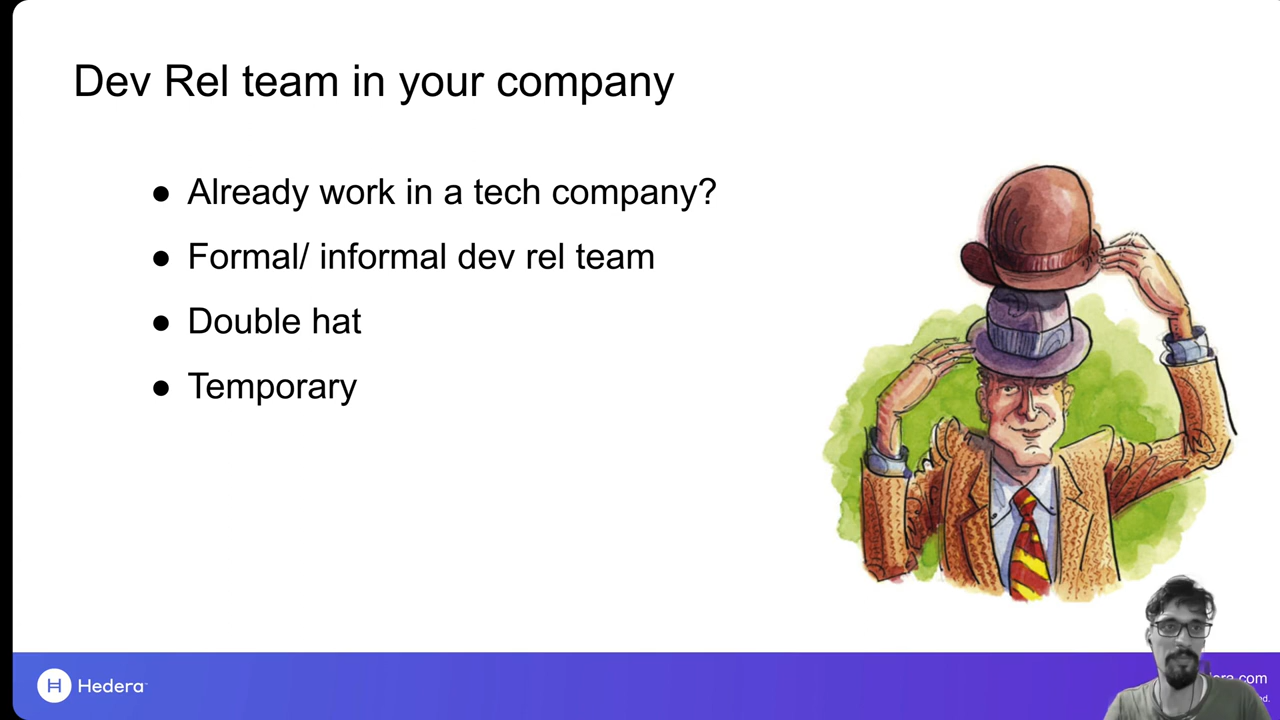 Dev Rel team in your company
● Already work in a tech company?
● Formal/ informal dev rel team
● Double hat
● Temporary
H Hedera